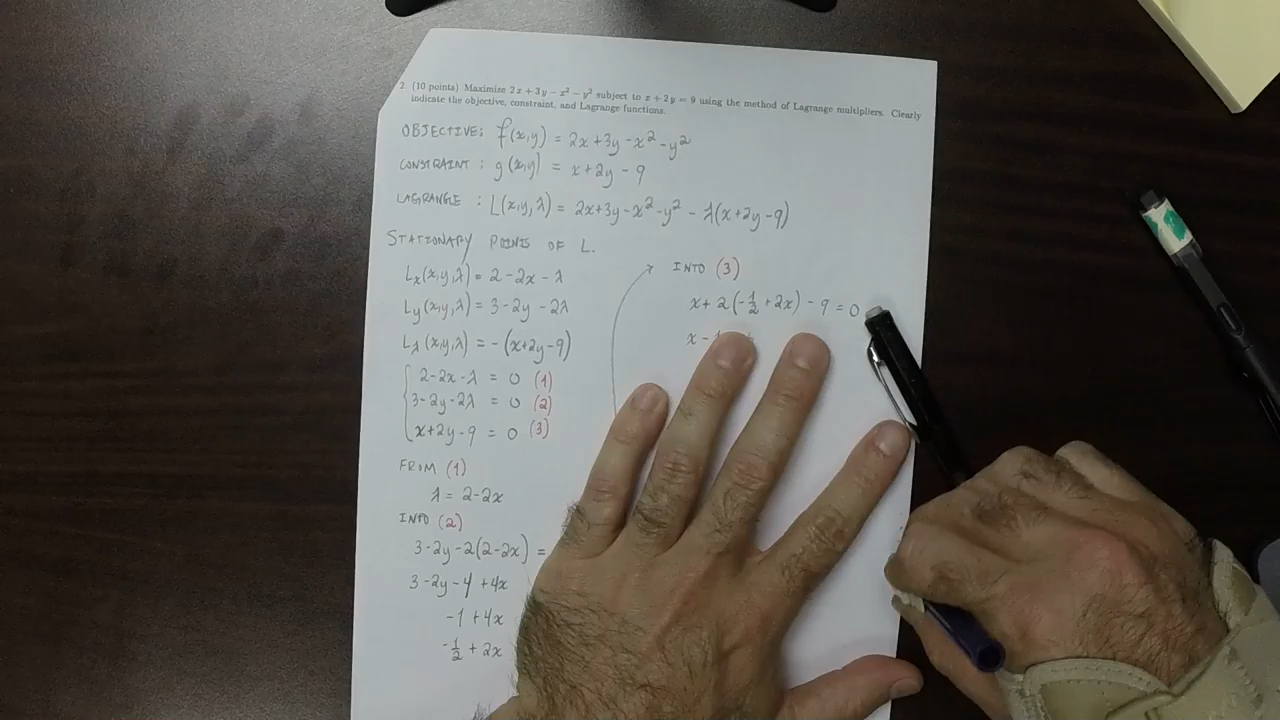 2 (10 points) Maximize 2x + 3y − x² − y² subject to x + 2y = 9 using the method of Lagrange multipliers. Clearly
indicate the objective, constraint, and Lagrange functions.
OBJECTIVE: f(x,y) = 2x+3y-x²-y²
CONSTRAINT: g(x,y) = x+2y-9
LAGRANGE: L(x,y,λ) = 2x+3y-x²-y² - λ(x+2y-9)
STATIONARY POINTS OF L.
Lx(x,y,λ) = 2-2x-λ
Ly(x,y,λ) = 3-2y-2λ
Lλ(x,y,λ) = -(x+2y-9)
2-2x-λ = 0 (1)
3-2y-2λ = 0 (2)
x+2y-9 = 0 (3)
FROM (1)
λ = 2-2x
INTO (2)
3-2y-2(2-2x) =
3-2y-4+4x
-1+4x
-1/2+2x
INTO (3)
x+2(-1/2+2x)-9=0
x-